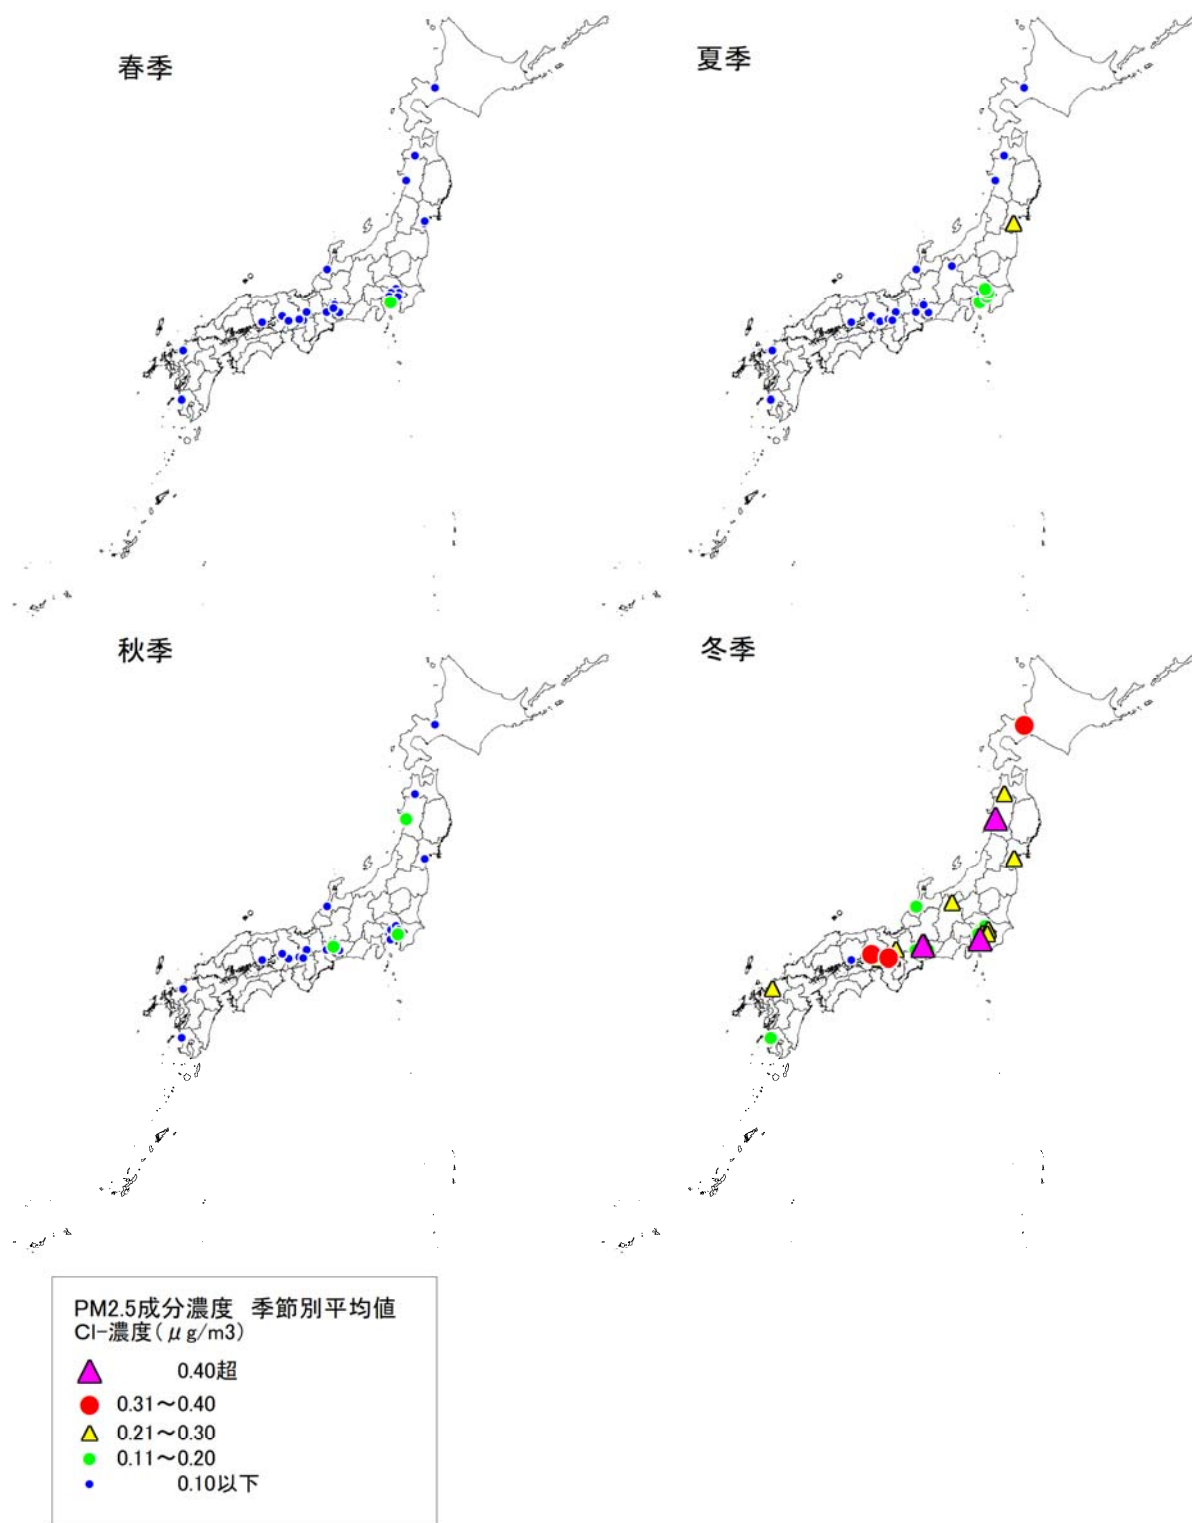 春季
夏季
秋季
冬季
PM2.5成分濃度 季節別平均値
Cl-濃度(μg/m3)
0.40超
0.31～0.40
0.21～0.30
0.11～0.20
0.10以下